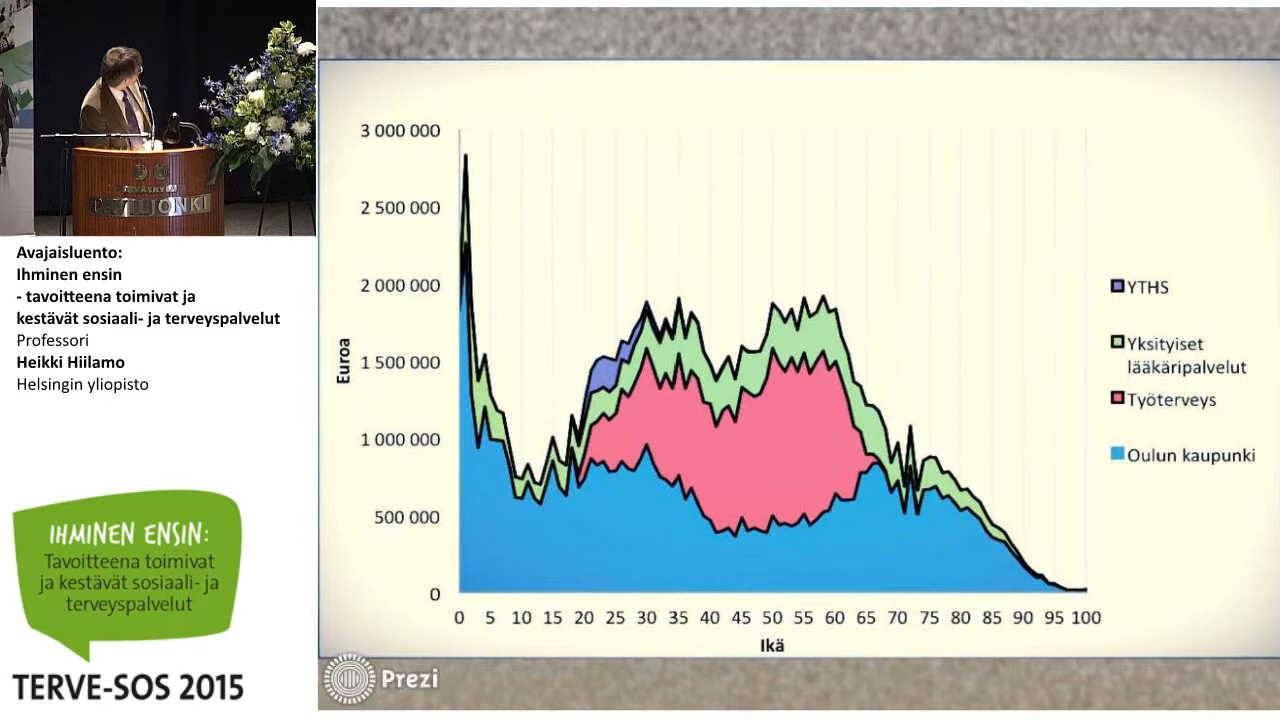 Avajaisluento:
Ihminen ensin
- tavoitteena toimivat ja
kestävät sosiaali- ja terveyspalvelut
Professori
Heikki Hiilamo
Helsingin yliopisto
IHMINEN ENSIN:
Tavoitteena toimivat
ja kestävät sosiaali- ja
terveyspalvelut
TERVE-SOS 2015
3 000 000
2 500 000
2 000 000
1 500 000
1 000 000
500 000
0
Euroa
0 5 10 15 20 25 30 35 40 45 50 55 60 65 70 75 80 85 90 95 100
Ikä
YTHS
Yksityiset
lääkäripalvelut
Työterveys
Oulun kaupunki
Prezi